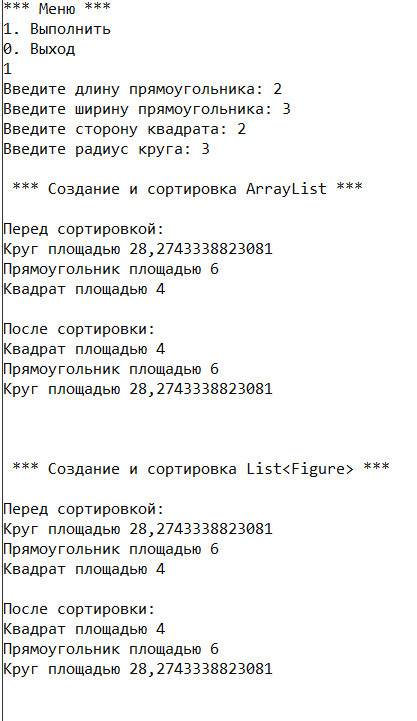 *** Меню ***
1. Выполнить
0. Выход
1
Введите длину прямоугольника: 2
Введите ширину прямоугольника: 3
Введите сторону квадрата: 2
Введите радиус круга: 3
*** Создание и сортировка ArrayList ***
Перед сортировкой:
Круг площадью 28,2743338823081
Прямоугольник площадью 6
Квадрат площадью 4
После сортировки:
Квадрат площадью 4
Прямоугольник площадью 6
Круг площадью 28,2743338823081
*** Создание и сортировка List<Figure> ***
Перед сортировкой:
Круг площадью 28,2743338823081
Прямоугольник площадью 6
Квадрат площадью 4
После сортировки:
Квадрат площадью 4
Прямоугольник площадью 6
Круг площадью 28,2743338823081